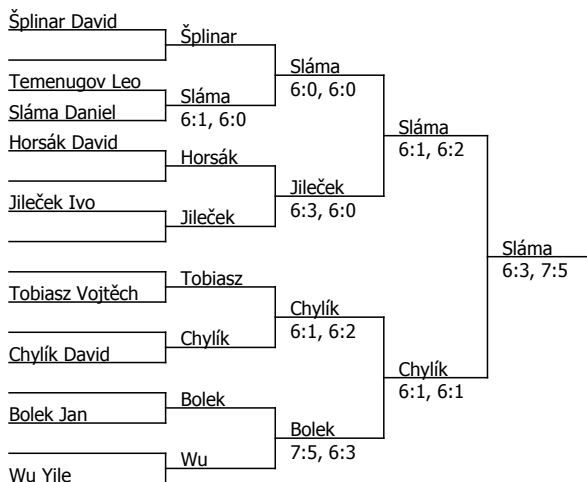 Šplinar David
Šplinar
Sláma
6:0, 6:0
Temenugov Leo
Sláma
6:1, 6:0
Sláma Daniel
Sláma
6:1, 6:2
Horsák David
Horsák
Jileček
6:3, 6:0
Jileček Ivo
Jileček
Sláma
6:3, 7:5
Tobiasz
Tobiasz Vojtěch
Chylík
6:1, 6:2
Chylík
Chylík David
Chylík
6:1, 6:1
Bolek
Bolek Jan
Bolek
7:5, 6:3
Wu
Wu Yile